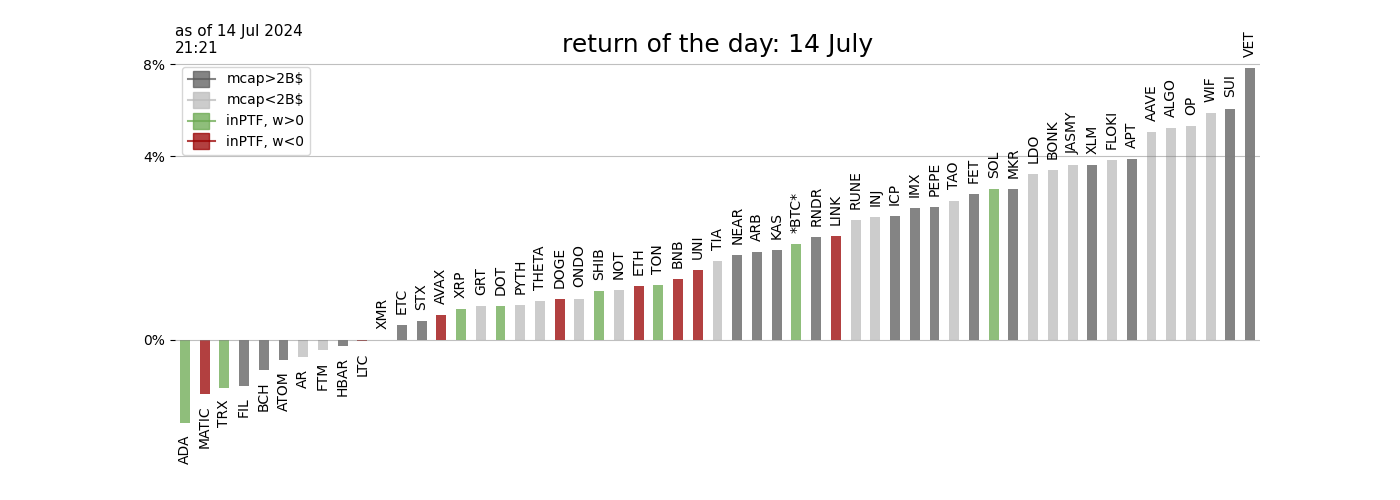 as of 14 Jul 2024
21:21
return of the day: 14 July
8%
4%
0%
mcap>2B$
mcap<2B$
inPTF, w>0
inPTF, w<0
ADA
MATIC
TRX
FIL
BCH
ATOM
AR
FTM
HBAR
LTC
XMR
ETC
STX
AVAX
XRP
GRT
DOT
PYTH
THETA
DOGE
ONDO
SHIB
NOT
ETH
TON
BNB
UNI
TIA
NEAR
ARB
KAS
*BTC*
RNDR
LINK
RUNE
INJ
ICP
IMX
PEPE
TAO
FET
SOL
MKR
LDO
BONK
JASMY
XLM
FLOKI
APT
AAVE
ALGO
OP
WIF
SUI
VET